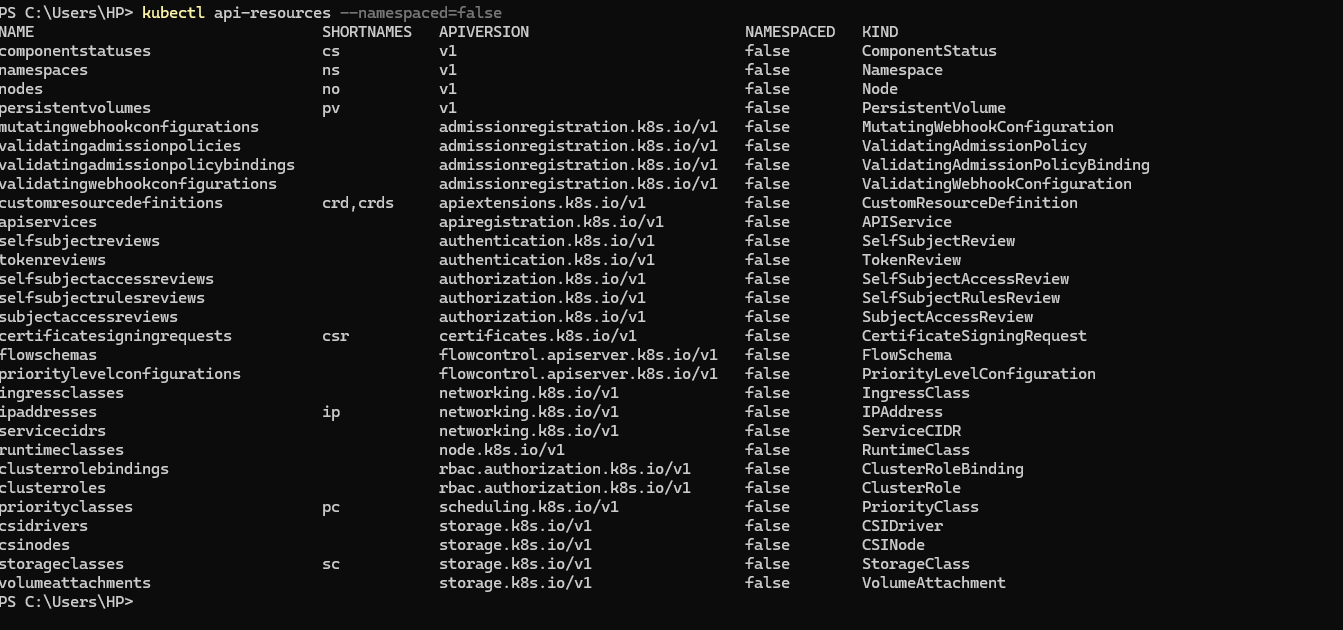 PS C:\Users\HP> kubectl api-resources --namespaced=false
NAME SHORTNAMES APIVERSION NAMESPACED KIND
componentstatuses cs v1 false ComponentStatus
namespaces ns v1 false Namespace
nodes no v1 false Node
persistentvolumes pv v1 false PersistentVolume
mutatingwebhookconfigurations admissionregistration.k8s.io/v1 false MutatingWebhookConfiguration
validatingadmissionpolicies admissionregistration.k8s.io/v1 false ValidatingAdmissionPolicy
validatingadmissionpolicybindings admissionregistration.k8s.io/v1 false ValidatingAdmissionPolicyBinding
validatingwebhookconfigurations admissionregistration.k8s.io/v1 false ValidatingWebhookConfiguration
customresourcedefinitions crd,crds apiextensions.k8s.io/v1 false CustomResourceDefinition
apiservices apiregistration.k8s.io/v1 false APIService
selfsubjectreviews authentication.k8s.io/v1 false SelfSubjectReview
tokenreviews authentication.k8s.io/v1 false TokenReview
selfsubjectaccessreviews authorization.k8s.io/v1 false SelfSubjectAccessReview
selfsubjectrulesreviews authorization.k8s.io/v1 false SelfSubjectRulesReview
subjectaccessreviews authorization.k8s.io/v1 false SubjectAccessReview
certificatesigningrequests csr certificates.k8s.io/v1 false CertificateSigningRequest
flowschemas flowcontrol.apiserver.k8s.io/v1 false FlowSchema
prioritylevelconfigurations flowcontrol.apiserver.k8s.io/v1 false PriorityLevelConfiguration
ingressclasses networking.k8s.io/v1 false IngressClass
ipaddresses ip networking.k8s.io/v1 false IPAddress
servicecidrs networking.k8s.io/v1 false ServiceCIDR
runtimeclasses node.k8s.io/v1 false RuntimeClass
clusterrolebindings rbac.authorization.k8s.io/v1 false ClusterRoleBinding
clusterroles rbac.authorization.k8s.io/v1 false ClusterRole
priorityclasses pc scheduling.k8s.io/v1 false PriorityClass
csidrivers storage.k8s.io/v1 false CSIDriver
csinodes storage.k8s.io/v1 false CSINode
storageclasses sc storage.k8s.io/v1 false StorageClass
volumeattachments storage.k8s.io/v1 false VolumeAttachment
PS C:\Users\HP>